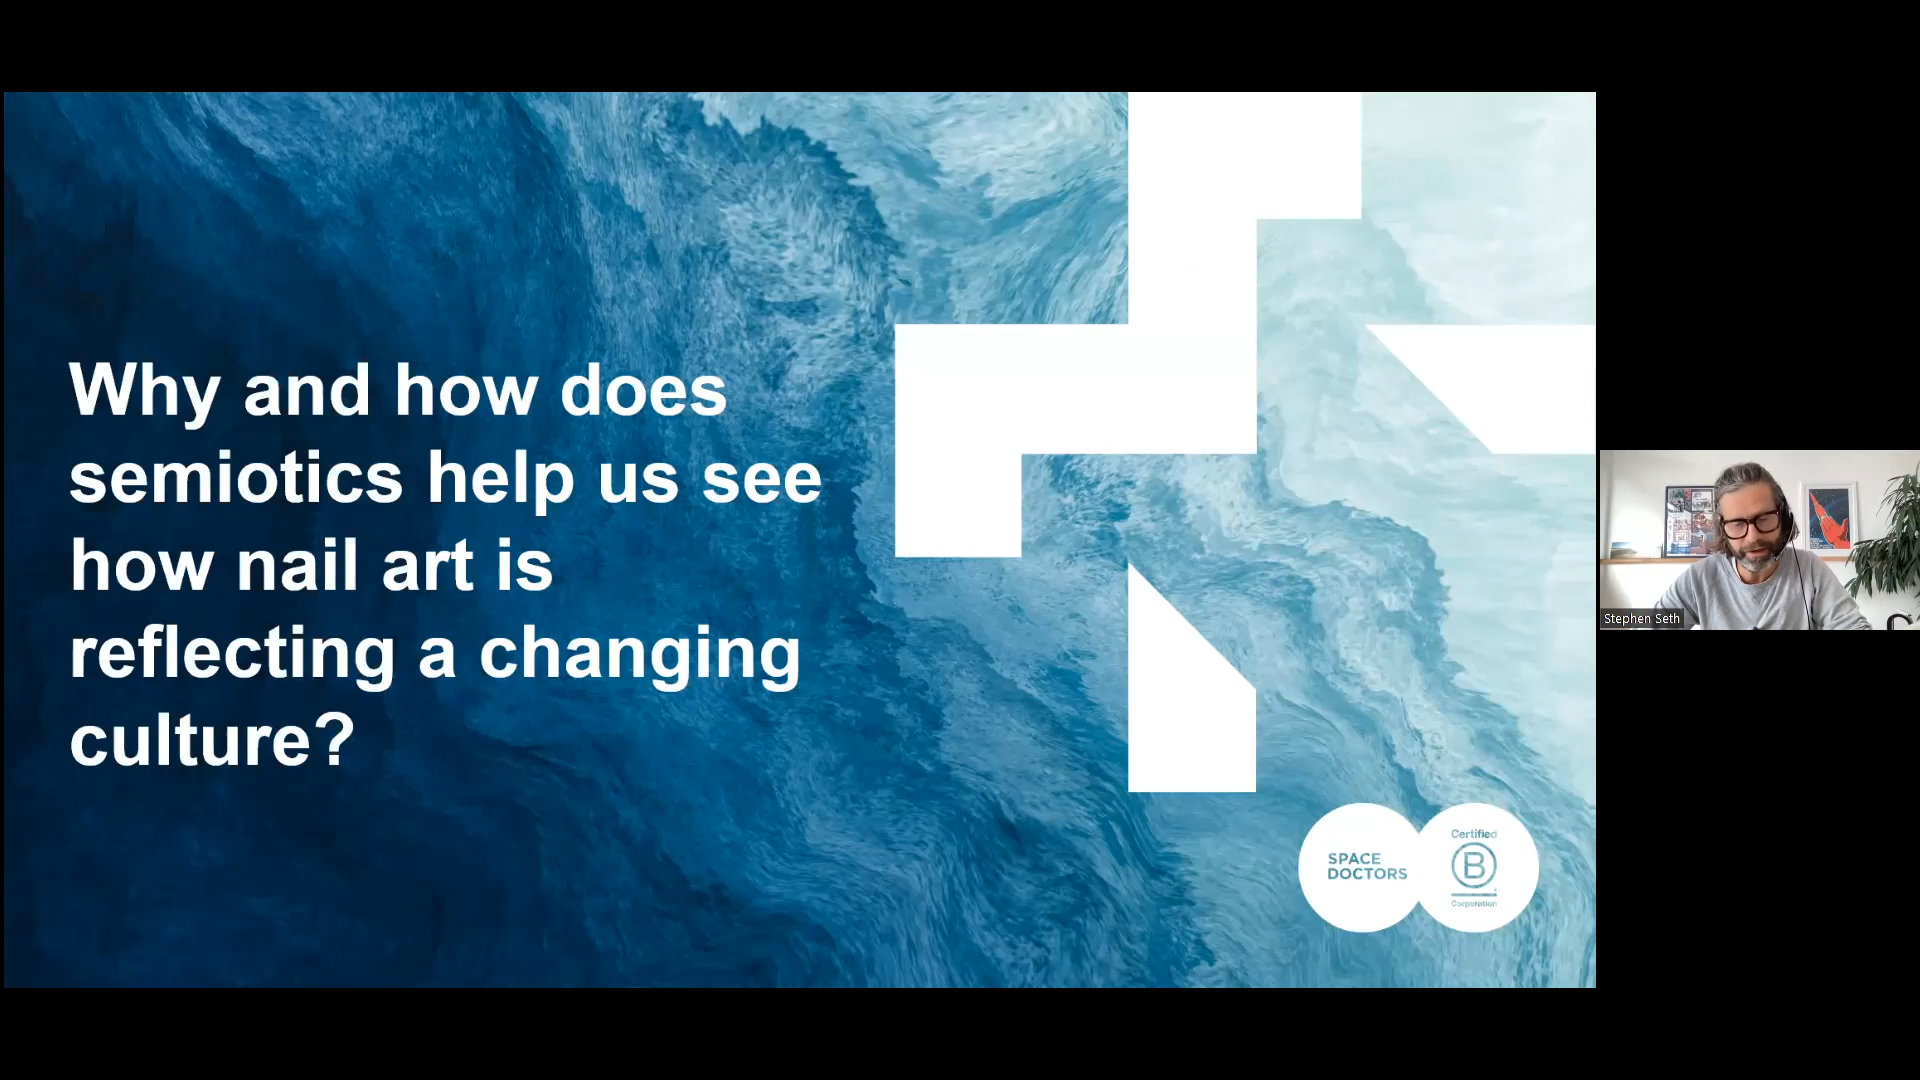 Why and how does
semiotics help us see
how nail art is
reflecting a changing
culture?
SPACE
DOCTORS
Certified
B
Corporation
Stephen Seth